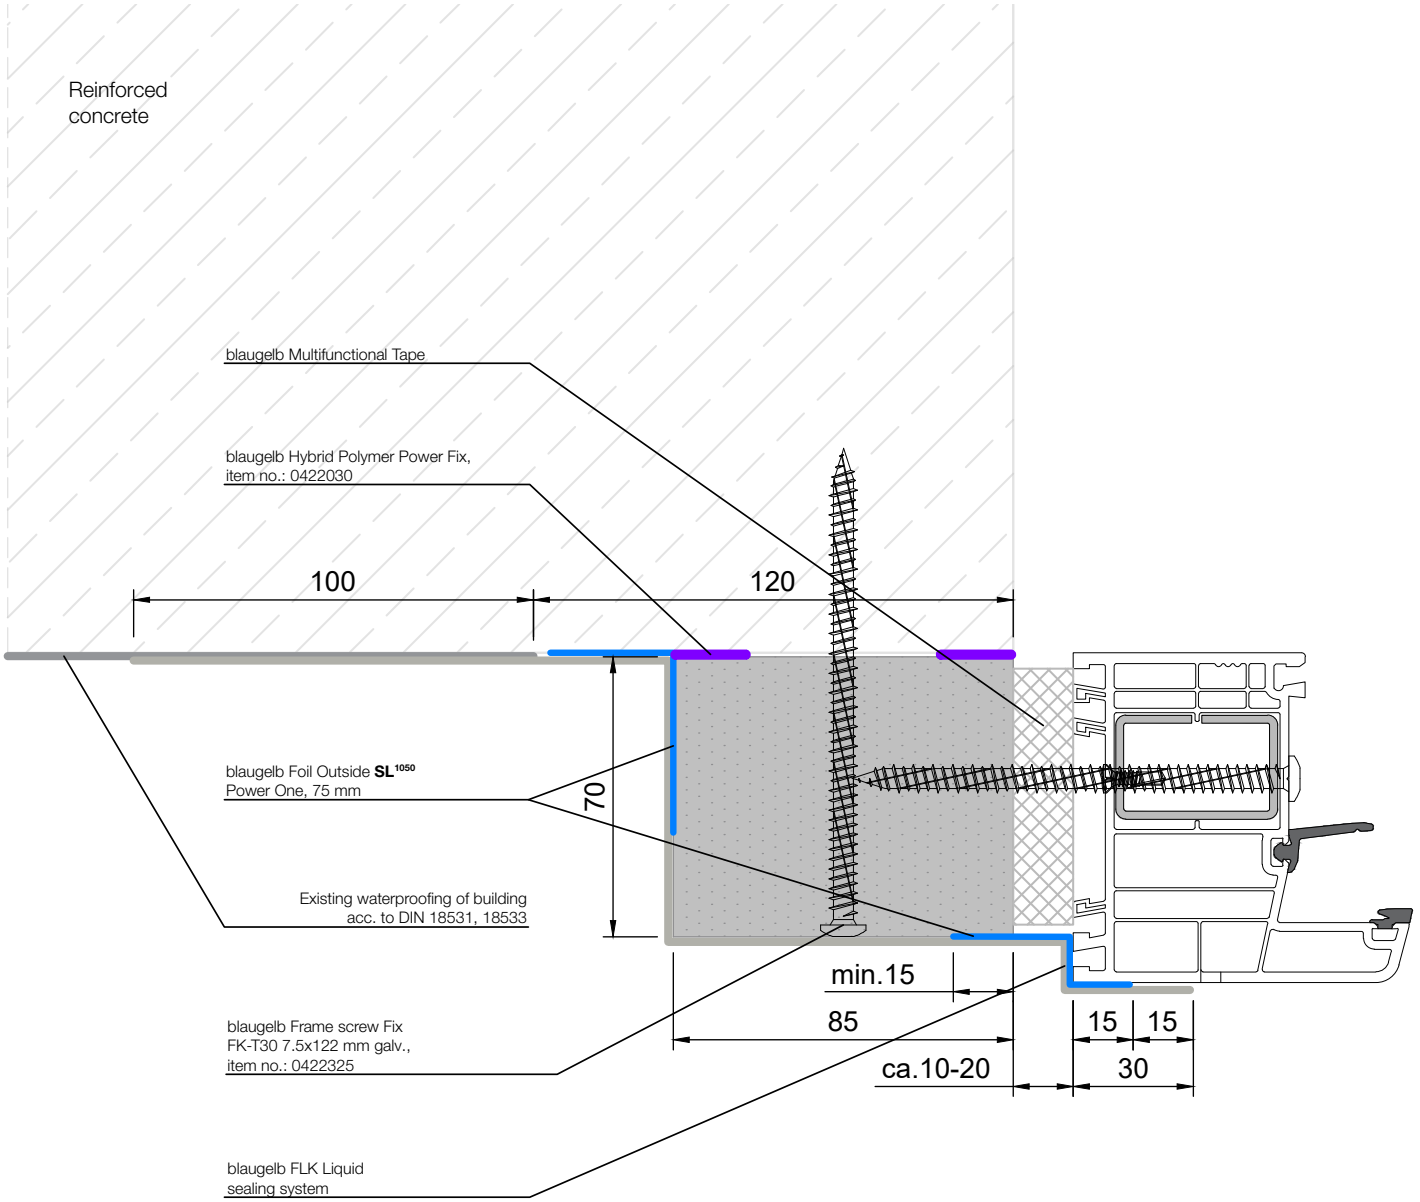 Reinforced
concrete
blaugelb Multifunctional Tape
blaugelb Hybrid Polymer Power Fix,
item no.: 0422030
100
120
blaugelb Foil Outside SL1050
Power One, 75 mm
70
Existing waterproofing of building
acc. to DIN 18531, 18533
min.15
85
15
15
ca.10-20
30
blaugelb Frame screw Fix
FK-T30 7.5x122 mm galv.,
item no.: 0422325
blaugelb FLK Liquid
sealing system